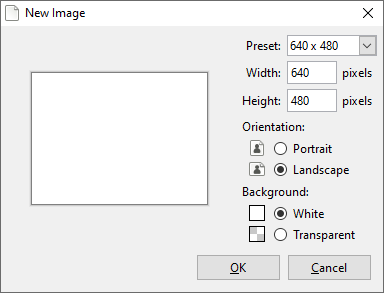 New Image
Preset: 640 x 480
Width: 640 pixels
Height: 480 pixels
Orientation:
Portrait
Landscape
Background:
White
Transparent
OK Cancel